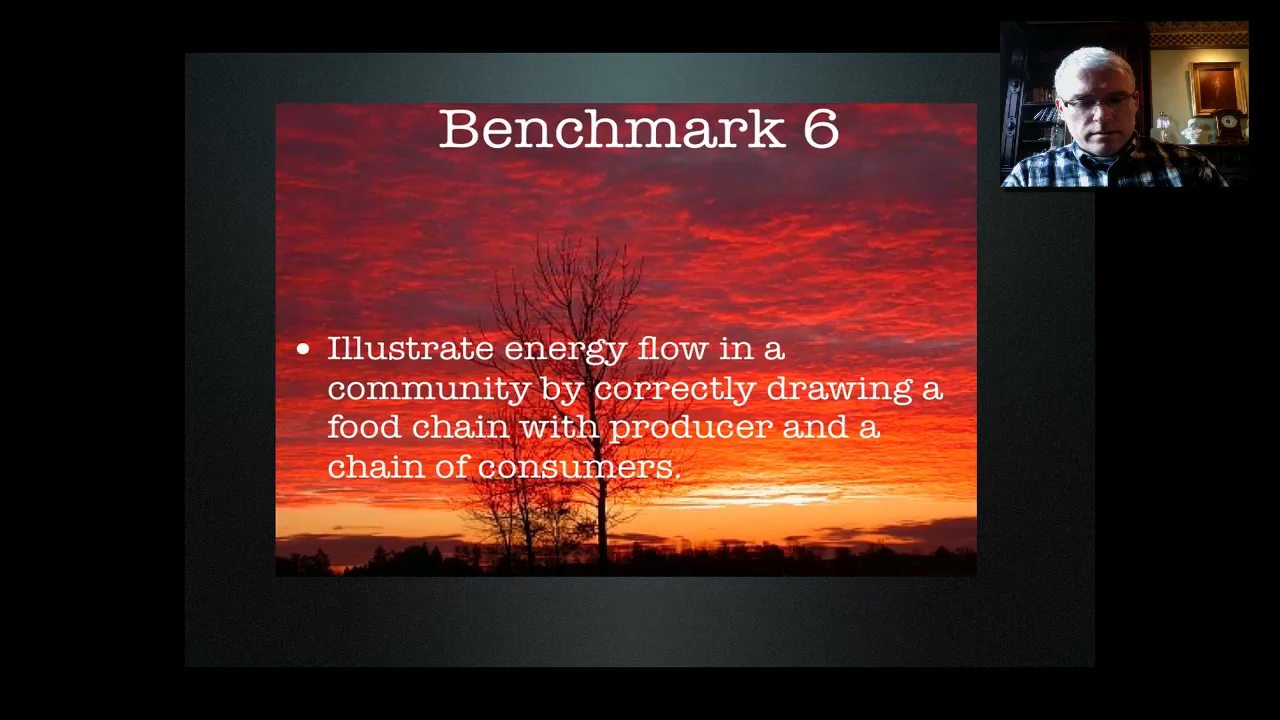 Benchmark 6
• Illustrate energy flow in a
community by correctly drawing a
food chain with producer and a
chain of consumers.